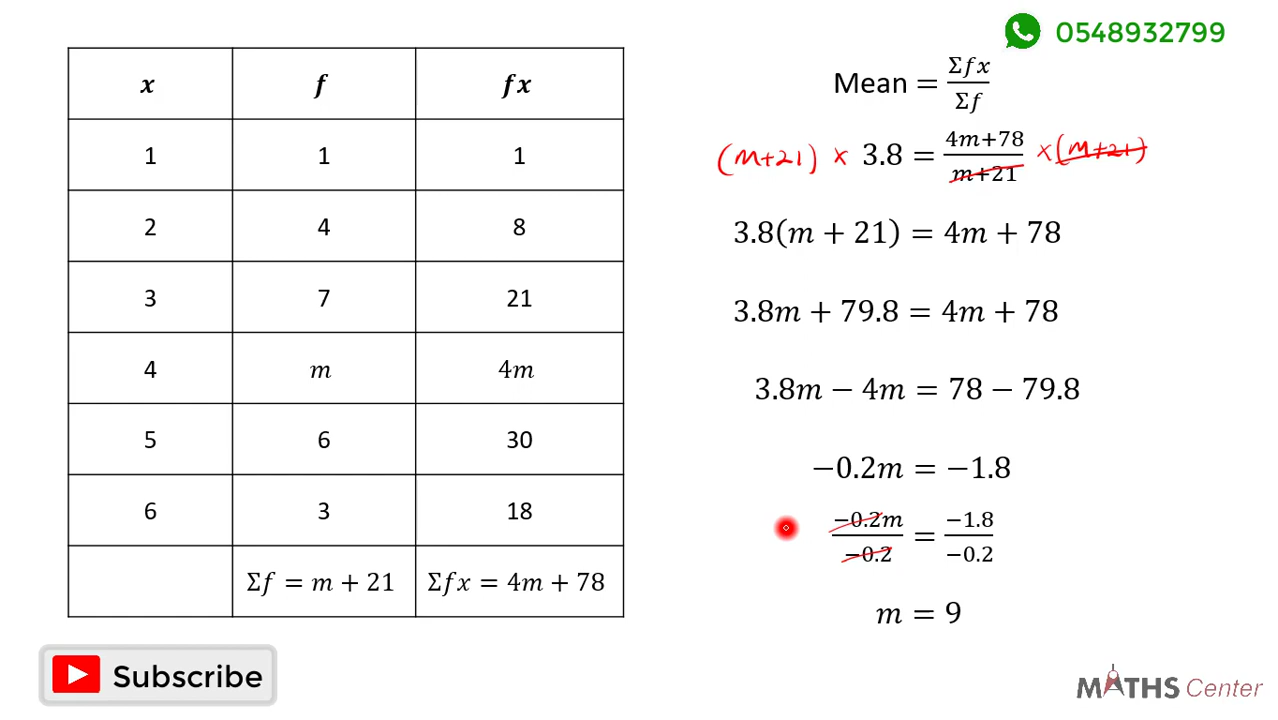 0548932799
x f fx
1 1 1
2 4 8
3 7 21
4 m 4m
5 6 30
6 3 18
Σf = m + 21 Σfx = 4m + 78
Mean = Σfx/Σf
(m+21) × 3.8 = 4m+78/m+21 × (m+21)
3.8(m + 21) = 4m + 78
3.8m + 79.8 = 4m + 78
3.8m − 4m = 78 − 79.8
−0.2m = −1.8
−0.2m/−0.2 = −1.8/−0.2
m = 9
Subscribe
MATHS Center